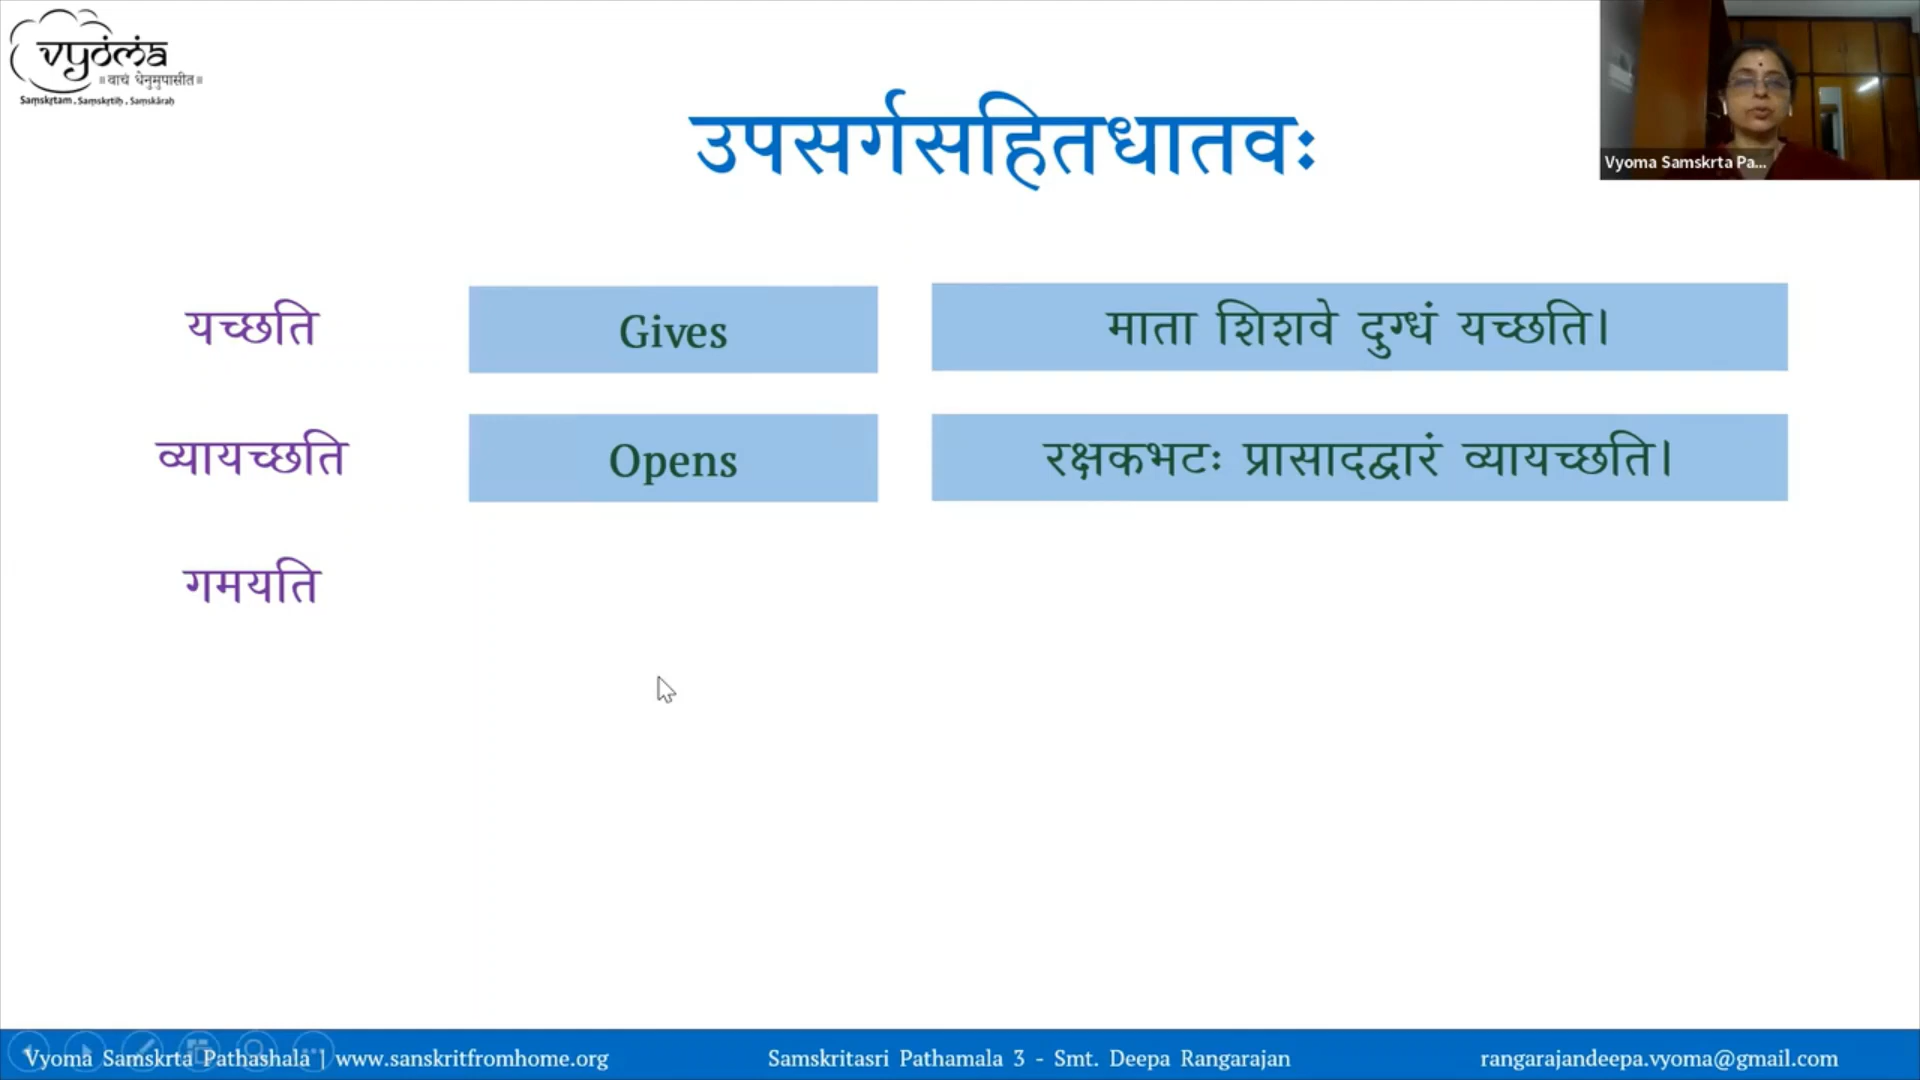 vyoma
॥ वाचं धेनुमुपासीत ॥
Saṃskṛtam . Saṃskṛtiḥ . Saṃskāraḥ
उपसर्गसहितधातवः
Vyoma Samskrta Pa...
यच्छति Gives माता शिशवे दुग्धं यच्छति।
व्यायच्छति Opens रक्षकभटः प्रासादद्वारं व्यायच्छति।
गमयति
Vyoma Samskrta Pathashala | www.sanskritfromhome.org Samskritasri Pathamala 3 - Smt. Deepa Rangarajan rangarajandeepa.vyoma@gmail.com